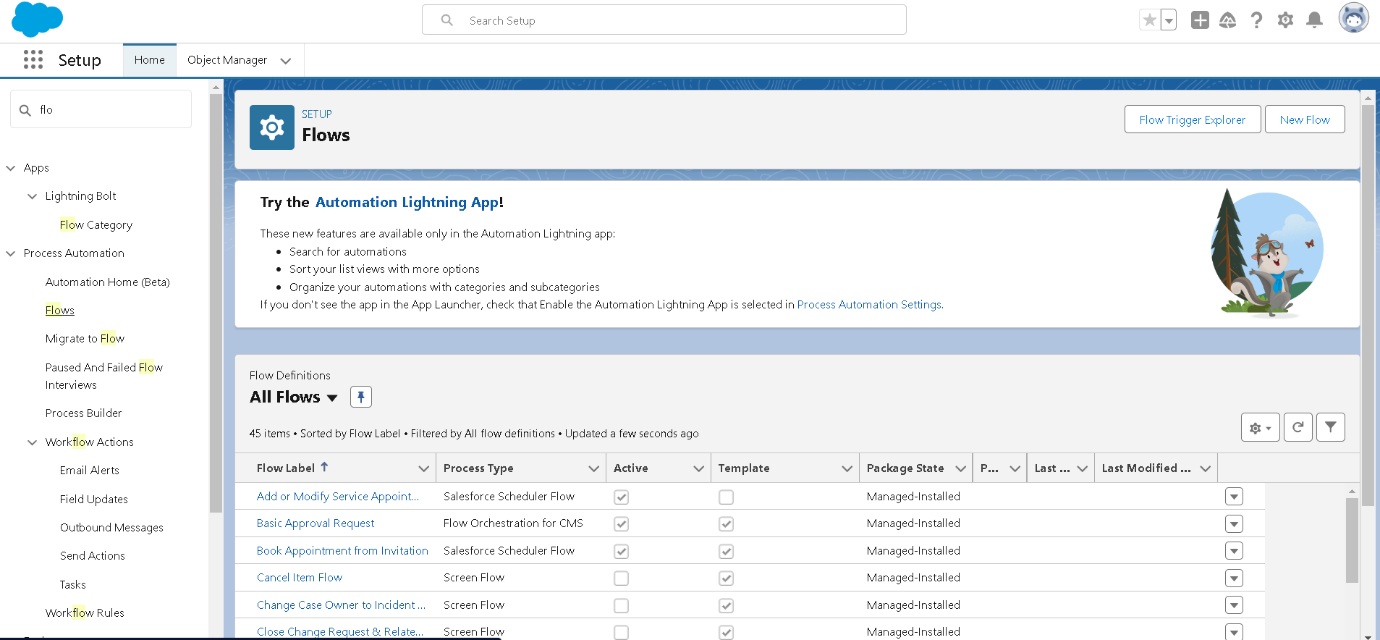 Search Setup
Setup
Home
Object Manager
flo
Apps
Lightning Bolt
Flow Category
Process Automation
Automation Home (Beta)
Flows
Migrate to Flow
Paused And Failed Flow
Interviews
Process Builder
Workflow Actions
Email Alerts
Field Updates
Outbound Messages
Send Actions
Tasks
Workflow Rules
SETUP
Flows
Flow Trigger Explorer
New Flow
Try the Automation Lightning App!
These new features are available only in the Automation Lightning app:
• Search for automations
• Sort your list views with more options
• Organize your automations with categories and subcategories
If you don't see the app in the App Launcher, check that Enable the Automation Lightning App is selected in Process Automation Settings.
Flow Definitions
All Flows
45 items • Sorted by Flow Label • Filtered by All flow definitions • Updated a few seconds ago
Flow Label ↑ Process Type Active Template Package State P... Last ... Last Modified ...
Add or Modify Service Appoint... Salesforce Scheduler Flow Managed-Installed
Basic Approval Request Flow Orchestration for CMS Managed-Installed
Book Appointment from Invitation Salesforce Scheduler Flow Managed-Installed
Cancel Item Flow Screen Flow Managed-Installed
Change Case Owner to Incident ... Screen Flow Managed-Installed
Close Change Request & Relate... Screen Flow Managed-Installed